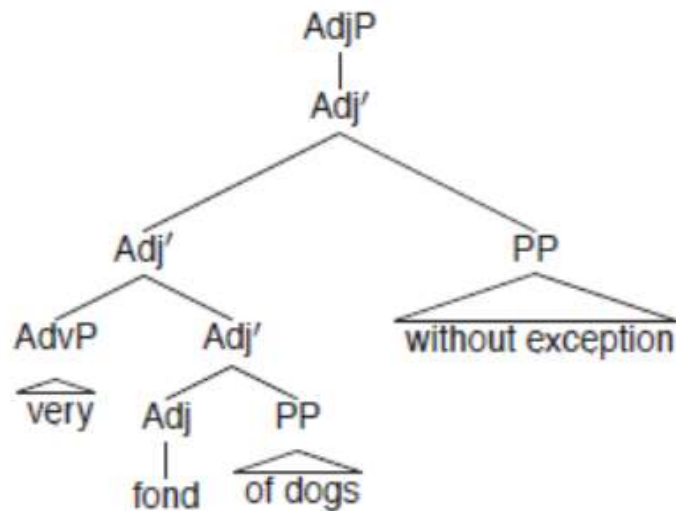 AdjP
Adj′
Adj′ PP
AdvP Adj′ without exception
very Adj PP
fond of dogs